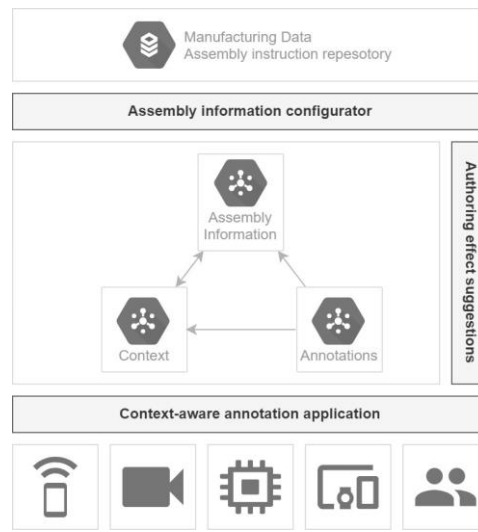 Manufacturing Data
Assembly instruction repesotory
Assembly information configurator
Assembly
Information
Context
Annotations
Authoring effect suggestions
Context-aware annotation application